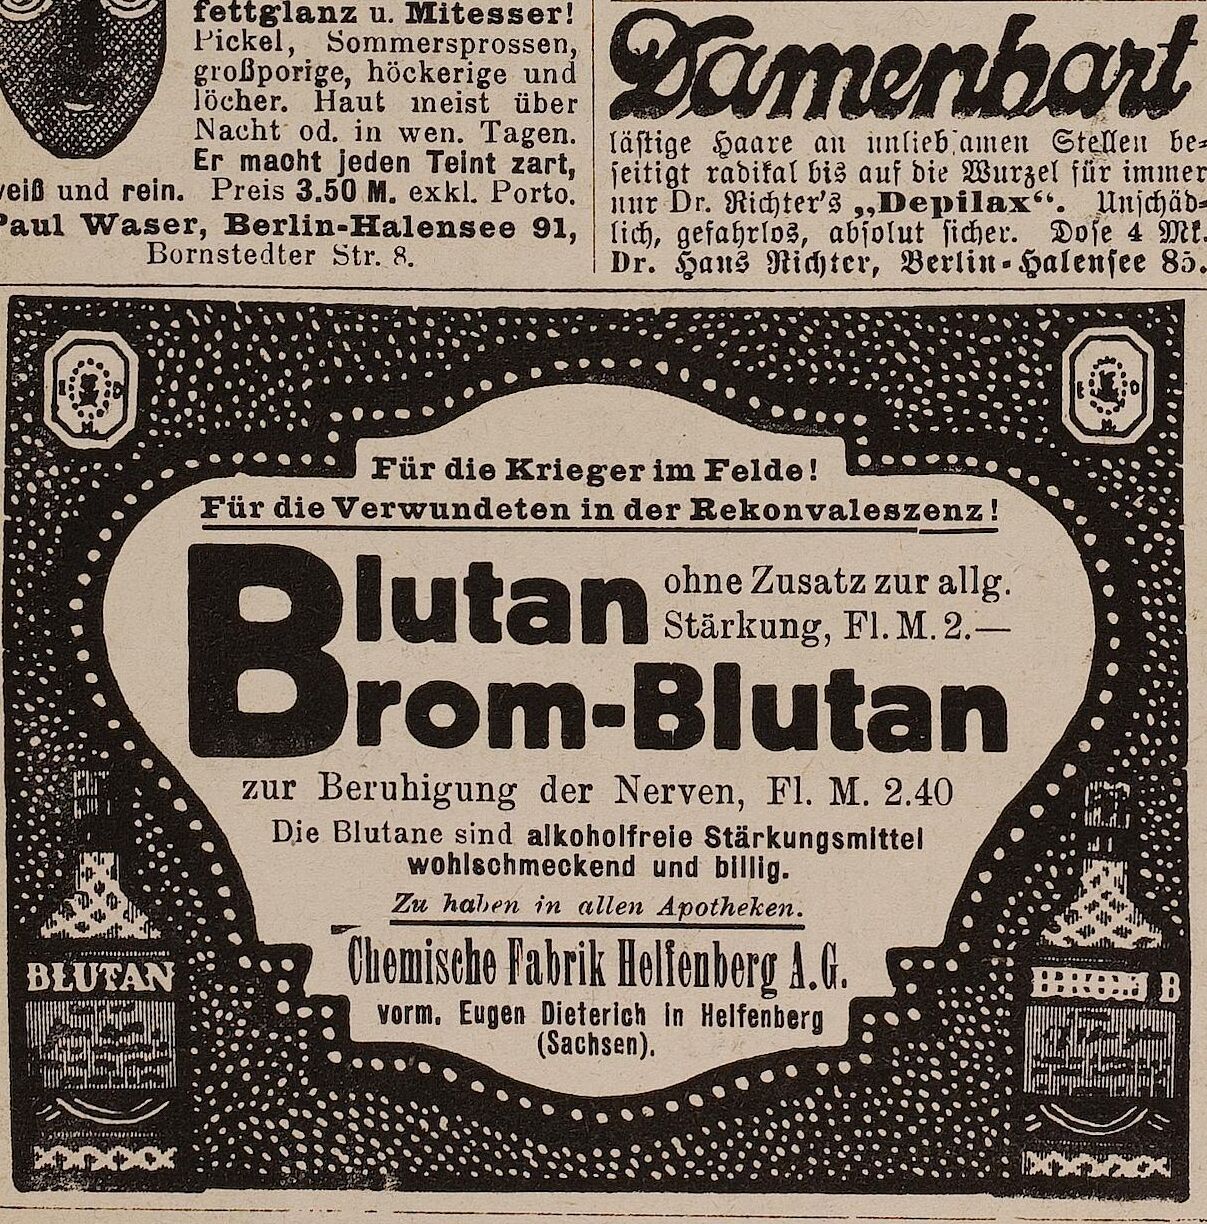 fettglanz u. Mitesser!
Pickel, Sommersprossen,
großporige, höckerige und
löcher. Haut meist über
Nacht od. in wen. Tagen.
Er macht jeden Teint zart,
weiß und rein. Preis 3.50 M. exkl. Porto.
Paul Waser, Berlin-Halensee 91,
Bornstedter Str. 8.
Damenbart
lästige Haare an unliebsamen Stellen be-
seitigt radikal bis auf die Wurzel für immer
nur Dr. Richter's „Depilax“. Unschäd-
lich, gefahrlos, absolut sicher. Dose 4 Mk.
Dr. Hans Richter, Berlin-Halensee 85.
E D
M.
E D
M.
Für die Krieger im Felde!
Für die Verwundeten in der Rekonvaleszenz!
Blutan ohne Zusatz zur allg.
Stärkung, Fl. M. 2.—
Brom-Blutan
zur Beruhigung der Nerven, Fl. M. 2.40
Die Blutane sind alkoholfreie Stärkungsmittel
wohlschmeckend und billig.
Zu haben in allen Apotheken.
Chemische Fabrik Helfenberg A.G.
vorm. Eugen Dieterich in Helfenberg
(Sachsen).
BLUTAN
BROM B